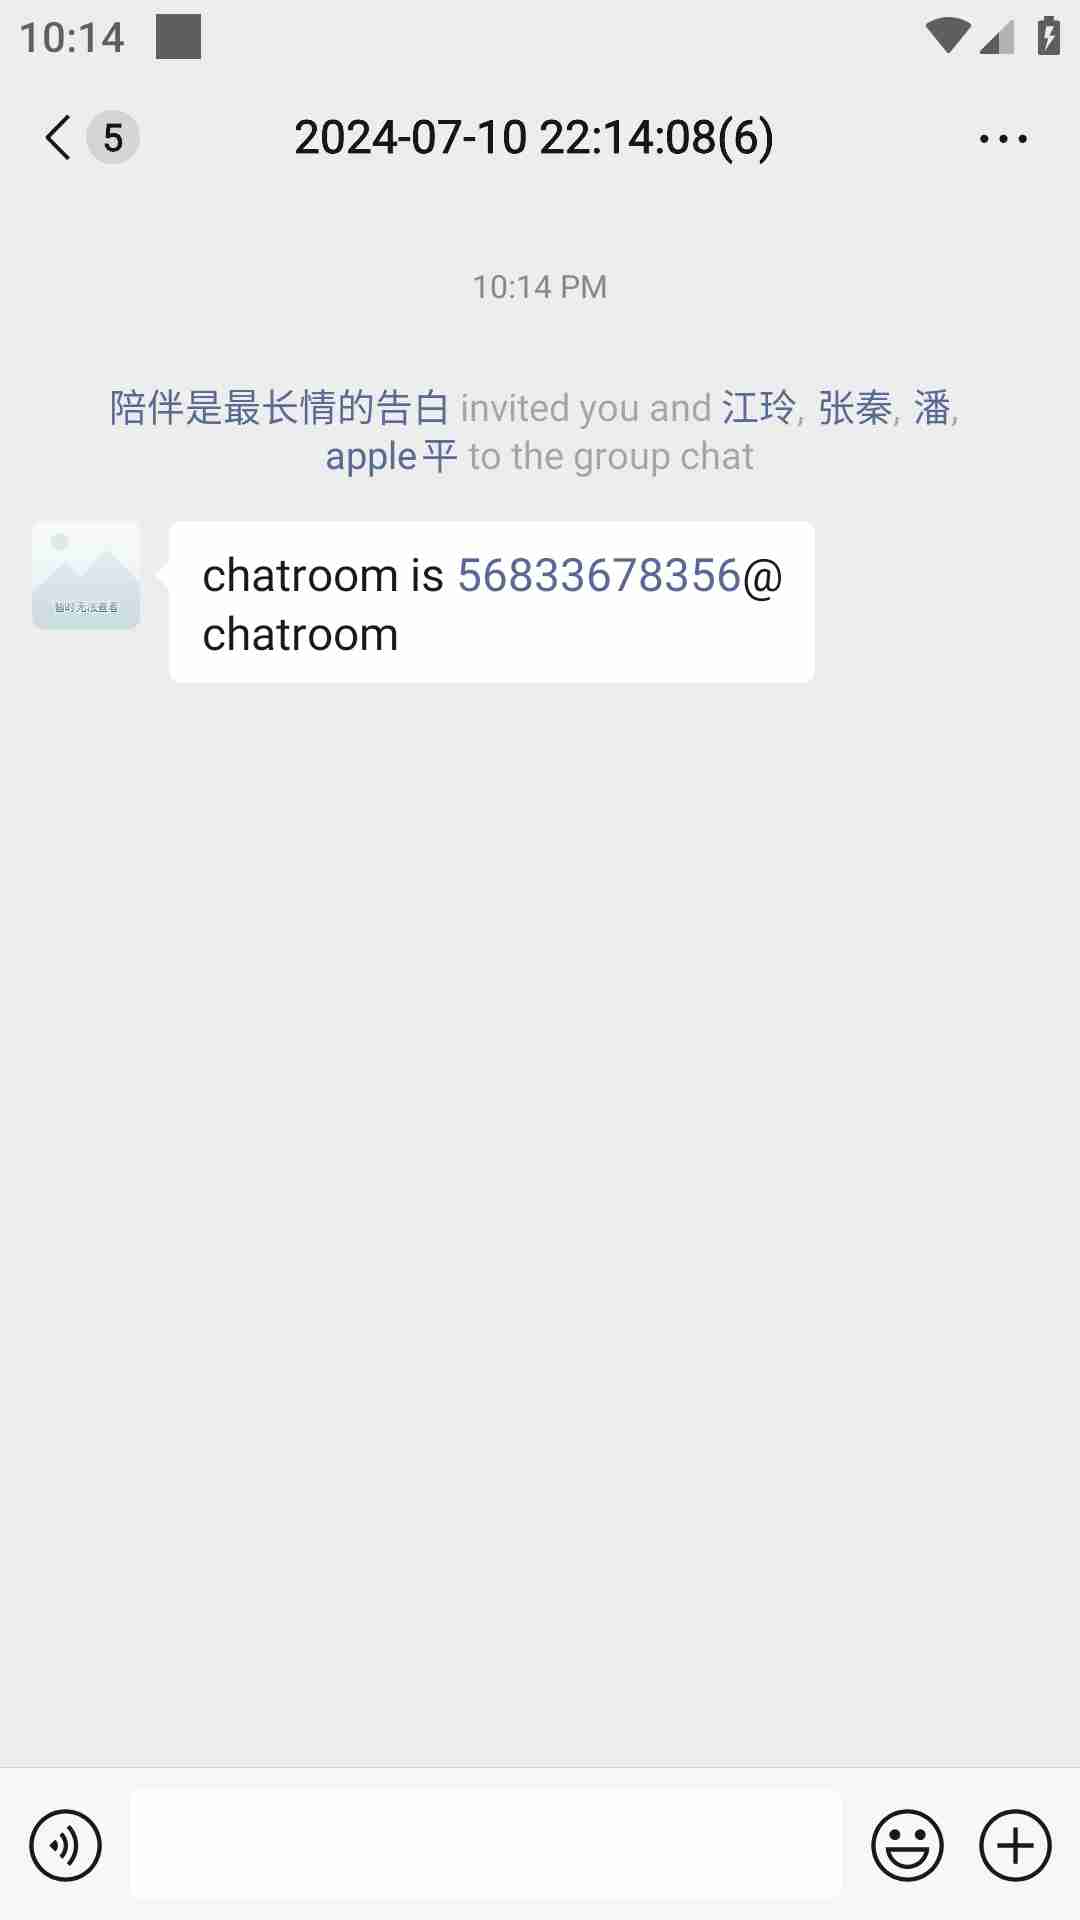 10:14
5
2024-07-10 22:14:08(6)
10:14 PM
陪伴是最长情的告白 invited you and 江玲, 张秦, 潘,
apple平 to the group chat
暂时无法查看
chatroom is 56833678356@
chatroom